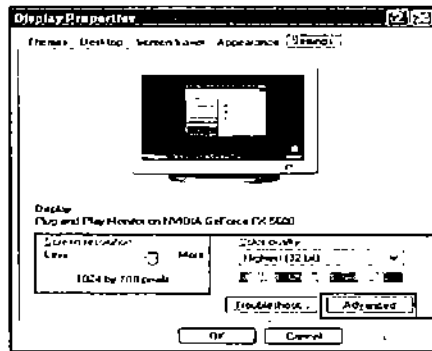 Display Properties
Themes Desktop Screen Saver Appearance Settings
Display:
Plug and Play Monitor on NVIDIA GeForce FX 5600
Screen resolution Color quality
Less More Highest (32 bit)
1024 by 768 pixels
Troubleshoot... Advanced
OK Cancel